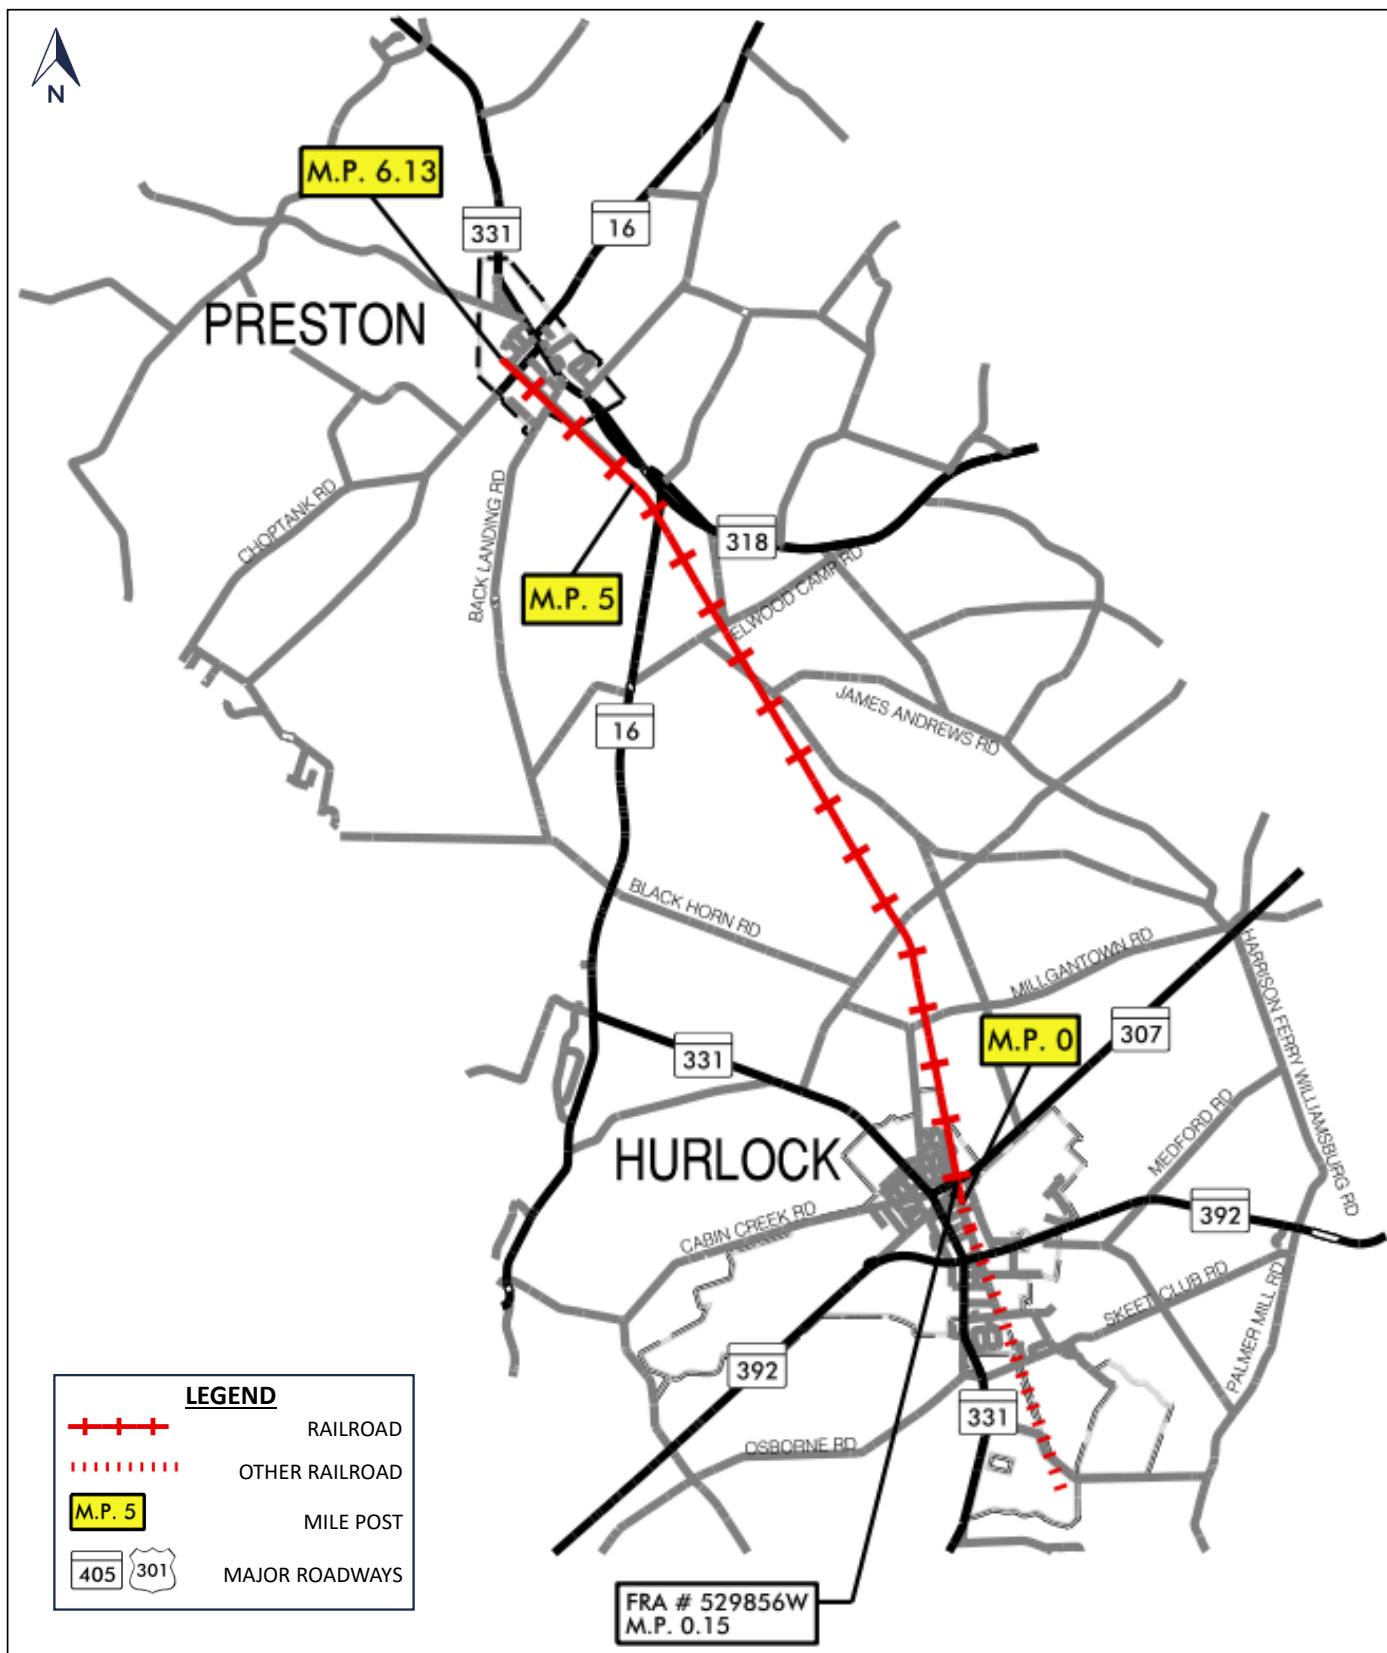 N
M.P. 6.13
331
16
PRESTON
CHOPTANK RD
BACK LANDING RD
318
M.P. 5
ELWOOD CAMP RD
16
JAMES ANDREWS RD
BLACK HORN RD
MILLGANTOWN RD
HARRISON FERRY WILLIAMSBURG RD
M.P. 0
307
331
MEDFORD RD
HURLOCK
CABIN CREEK RD
392
SKEET CLUB RD
PALMER MILL RD
392
331
OSBORNE RD
FRA # 529856W
M.P. 0.15
LEGEND
RAILROAD
OTHER RAILROAD
M.P. 5
MILE POST
405
301
MAJOR ROADWAYS